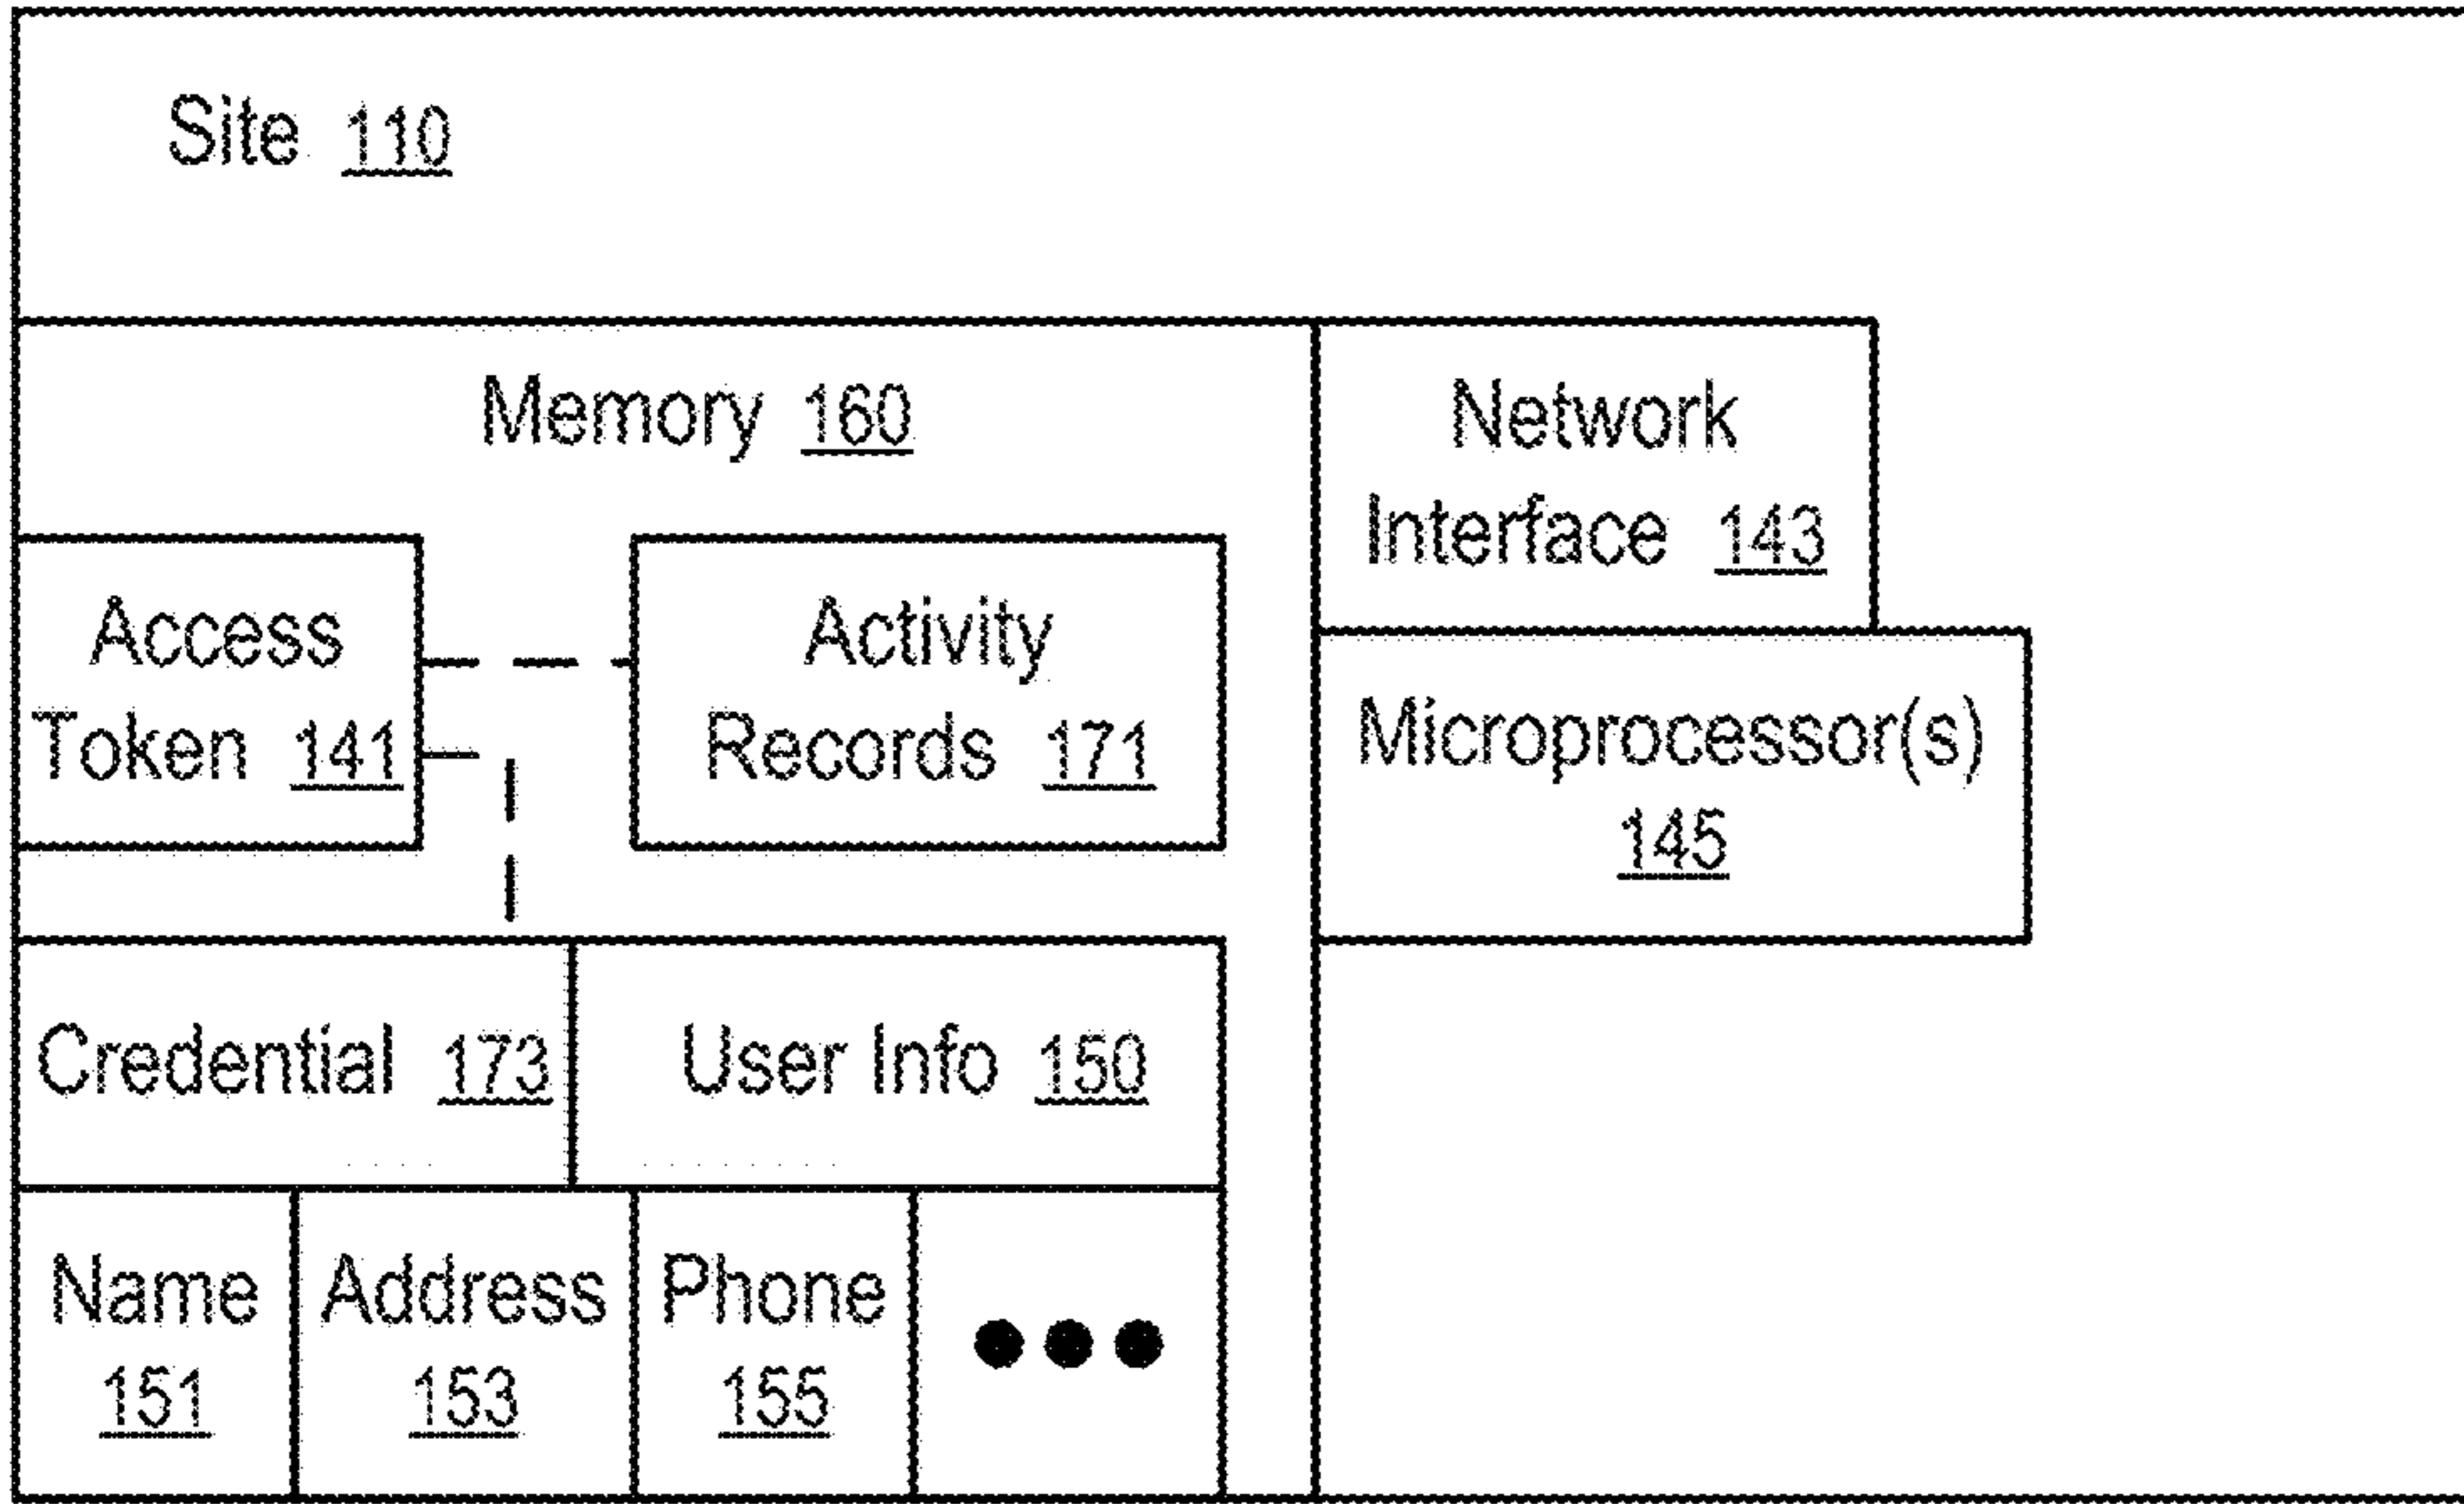 Site 110
Memory 160
Network
Interface 143
Access
Token 141
Activity
Records 171
Microprocessor(s)
145
Credential 173
User Info 150
Name
151
Address
153
Phone
155